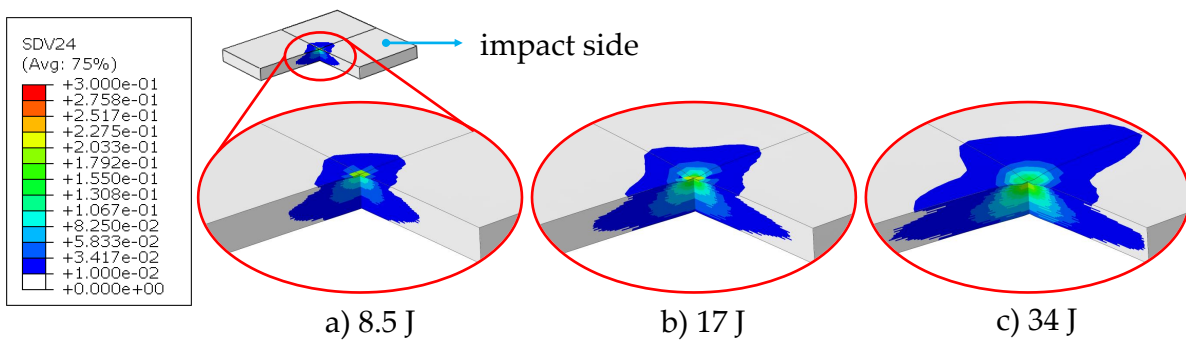 SDV24
(Avg: 75%)
+3.000e-01
+2.758e-01
+2.517e-01
+2.275e-01
+2.033e-01
+1.792e-01
+1.550e-01
+1.308e-01
+1.067e-01
+8.250e-02
+5.833e-02
+3.417e-02
+1.000e-02
+0.000e+00
impact side
a) 8.5 J
b) 17 J
c) 34 J